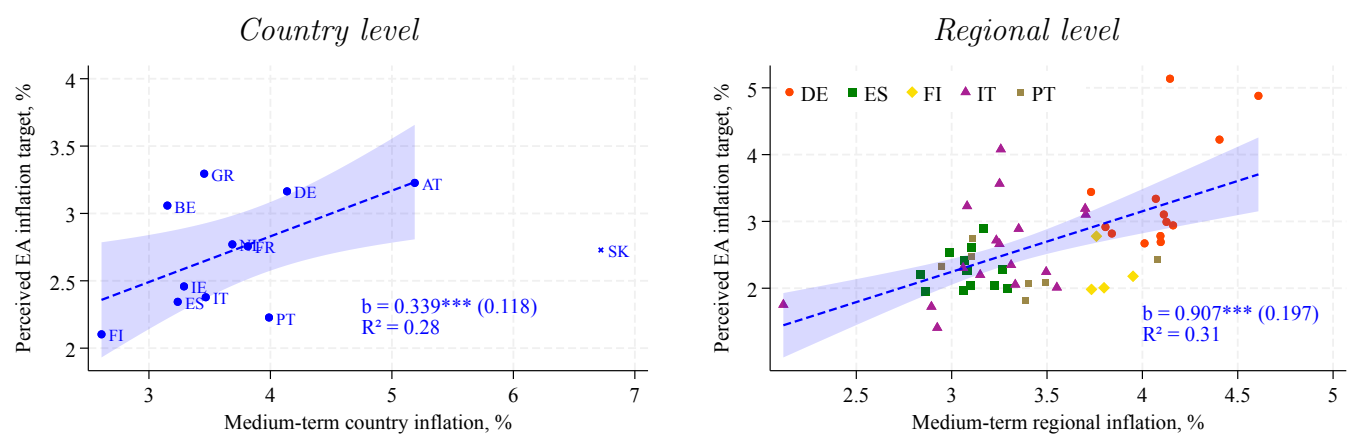 Country level
Perceived EA inflation target, %
4
3.5
3
2.5
2
GR
BE
DE
AT
NL
FR
SK
IE
ES
IT
PT
FI
b = 0.339*** (0.118)
R² = 0.28
3
4
5
6
7
Medium-term country inflation, %
Regional level
Perceived EA inflation target, %
5
4
3
2
DE
ES
FI
IT
PT
b = 0.907*** (0.197)
R² = 0.31
2.5
3
3.5
4
4.5
5
Medium-term regional inflation, %